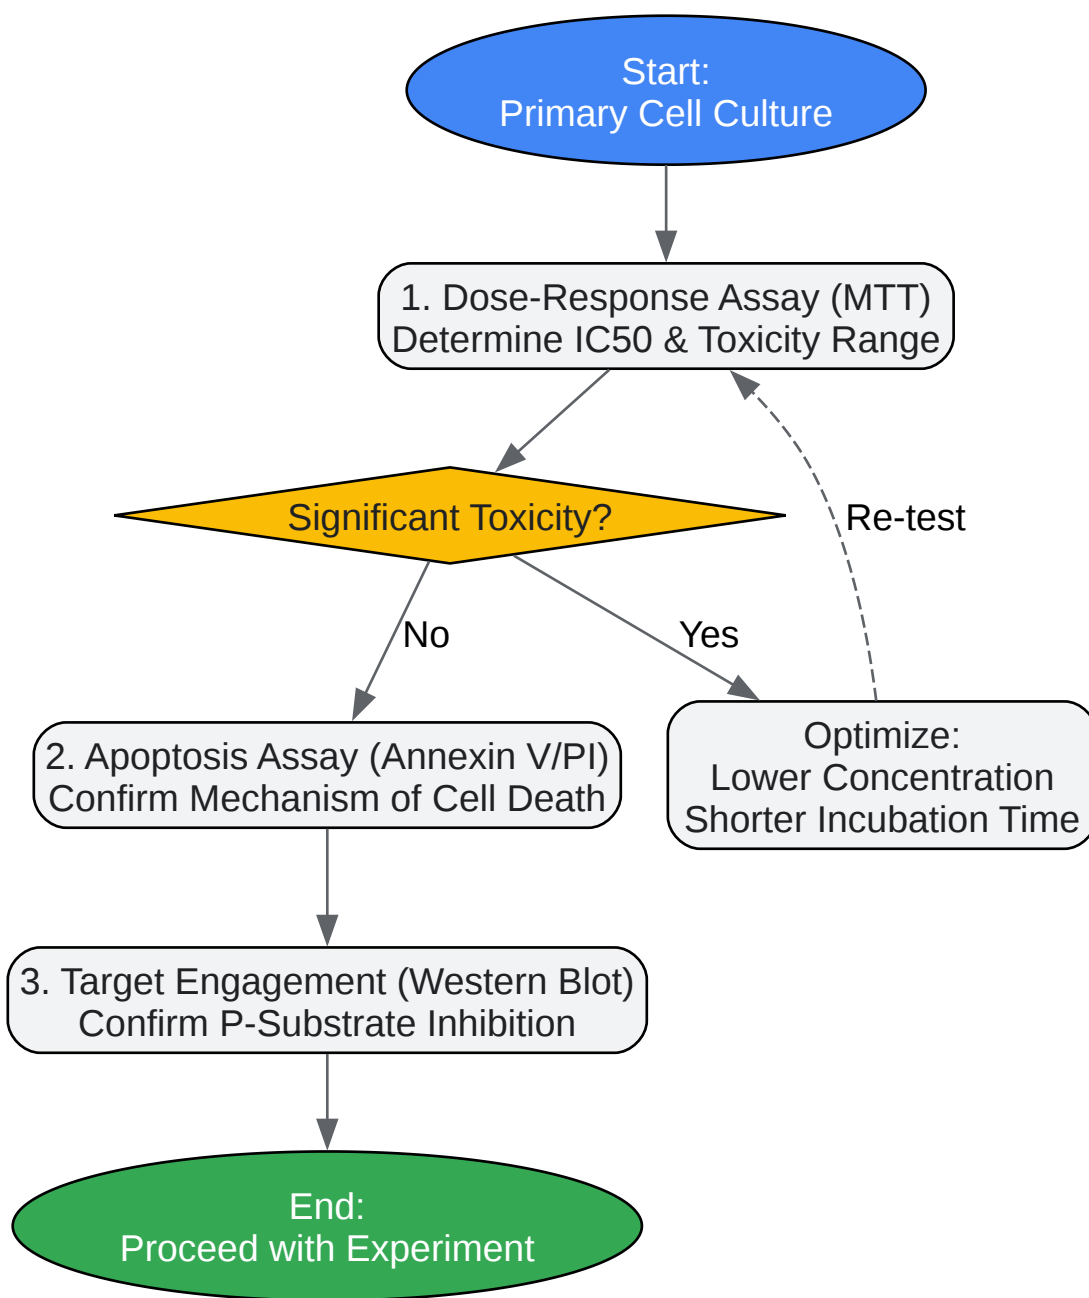 Start:
Primary Cell Culture
1. Dose-Response Assay (MTT)
Determine IC50 & Toxicity Range
Significant Toxicity?
Re-test
No
Yes
2. Apoptosis Assay (Annexin V/PI)
Confirm Mechanism of Cell Death
Optimize:
Lower Concentration
Shorter Incubation Time
3. Target Engagement (Western Blot)
Confirm P-Substrate Inhibition
End:
Proceed with Experiment